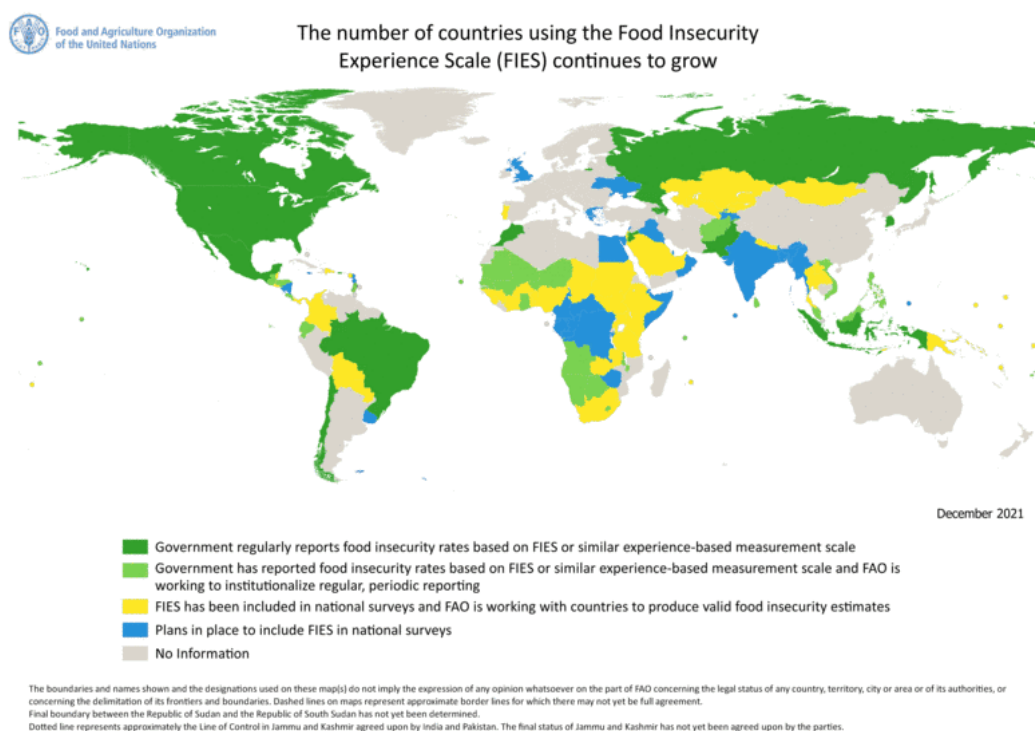 FAO
Food and Agriculture Organization
of the United Nations
The number of countries using the Food Insecurity
Experience Scale (FIES) continues to grow
December 2021
Government regularly reports food insecurity rates based on FIES or similar experience-based measurement scale
Government has reported food insecurity rates based on FIES or similar experience-based measurement scale and FAO is
working to institutionalize regular, periodic reporting
FIES has been included in national surveys and FAO is working with countries to produce valid food insecurity estimates
Plans in place to include FIES in national surveys
No Information
The boundaries and names shown and the designations used on these map(s) do not imply the expression of any opinion whatsoever on the part of FAO concerning the legal status of any country, territory, city or area or of its authorities, or
concerning the delimitation of its frontiers and boundaries. Dashed lines on maps represent approximate border lines for which there may not yet be full agreement.
Final boundary between the Republic of Sudan and the Republic of South Sudan has not yet been determined.
Dotted line represents approximately the Line of Control in Jammu and Kashmir agreed upon by India and Pakistan. The final status of Jammu and Kashmir has not yet been agreed upon by the parties.